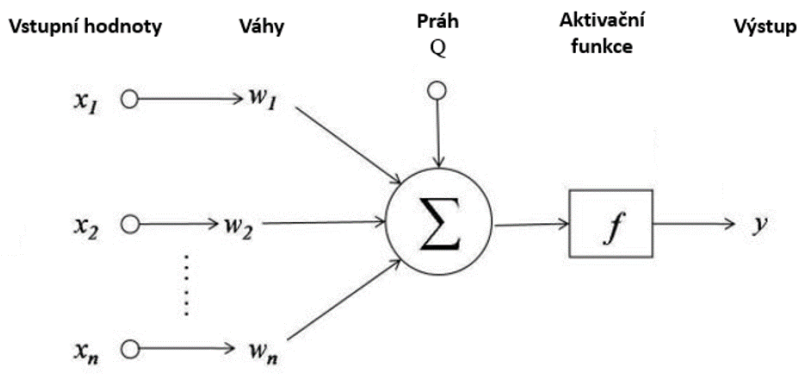 Vstupní hodnoty
Váhy
Práh
Q
Aktivační
funkce
Výstup
x1
w1
x2
w2
Σ
f
y
xn
wn